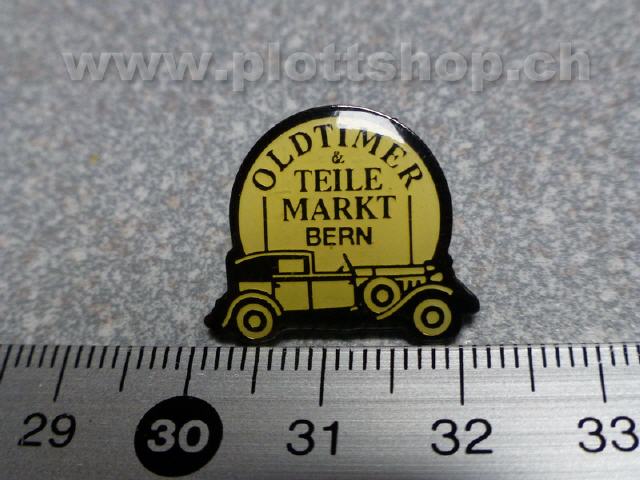 www.plottshop.ch
OLDTIMER
&
TEILE
MARKT
BERN
29 30 31 32 33